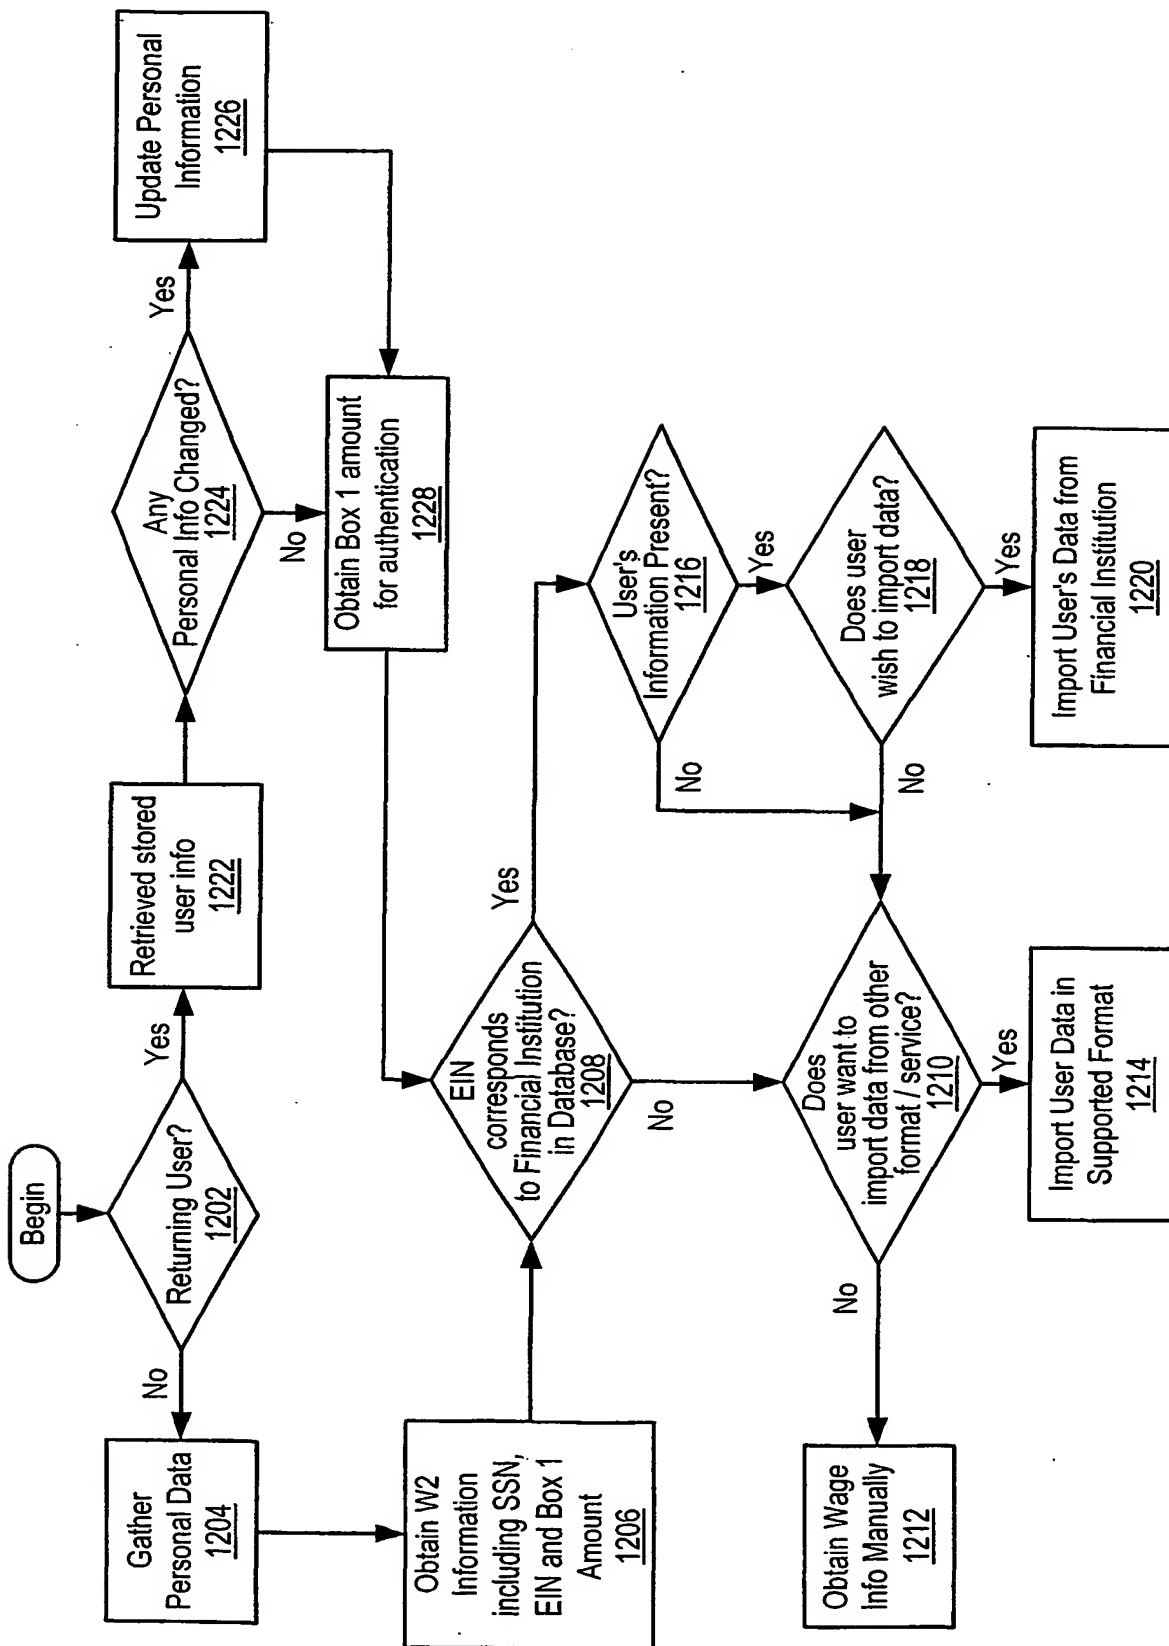 Begin
Returning User?
1202
Yes
No
Retrieved stored
user info
1222
Any
Personal Info Changed?
1224
Yes
No
Update Personal
Information
1226
Obtain Box 1 amount
for authentication
1228
Gather
Personal Data
1204
Obtain W2
Information
including SSN,
EIN and Box 1
Amount
1206
EIN
corresponds
to Financial Institution
in Database?
1208
Yes
No
User's
Information Present?
1216
Yes
No
Does user
wish to import data?
1218
Yes
No
Import User's Data from
Financial Institution
1220
Does
user want to
import data from other
format / service?
1210
No
Yes
Obtain Wage
Info Manually
1212
Import User Data in
Supported Format
1214